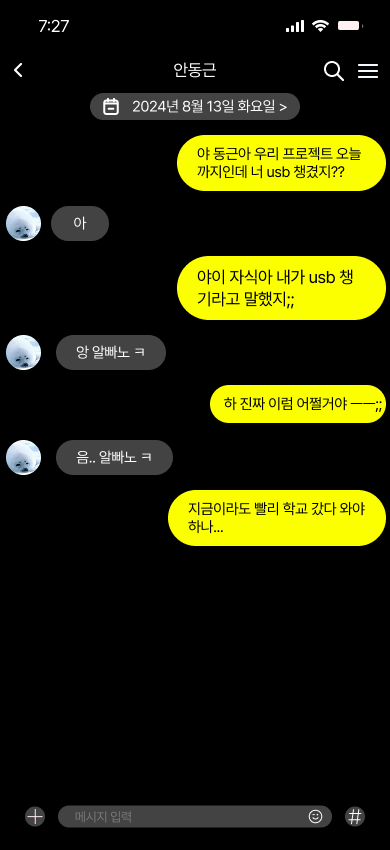 7:27
안동근
2024년 8월 13일 화요일 >
야 동근아 우리 프로젝트 오늘
까지인데 너 usb 챙겼지??
아
야이 자식아 내가 usb 챙
기라고 말했지;;
앙 알빠노 ㅋ
하 진짜 이럼 어쩔거야 ㅡㅡ;;
음.. 알빠노 ㅋ
지금이라도 빨리 학교 갔다 와야
하나...
메시지 입력
#